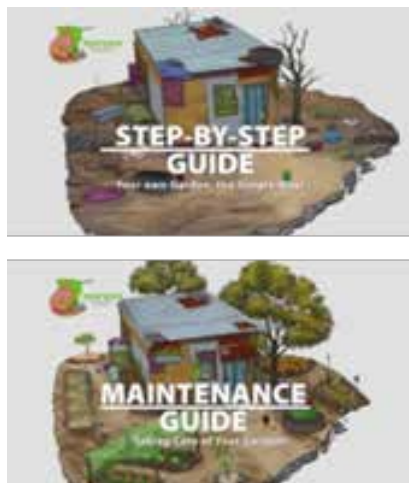 STEP-BY-STEP
GUIDE
Your own Garden, the Simple Way!
MAINTENANCE
GUIDE
Taking Care of Your Garden